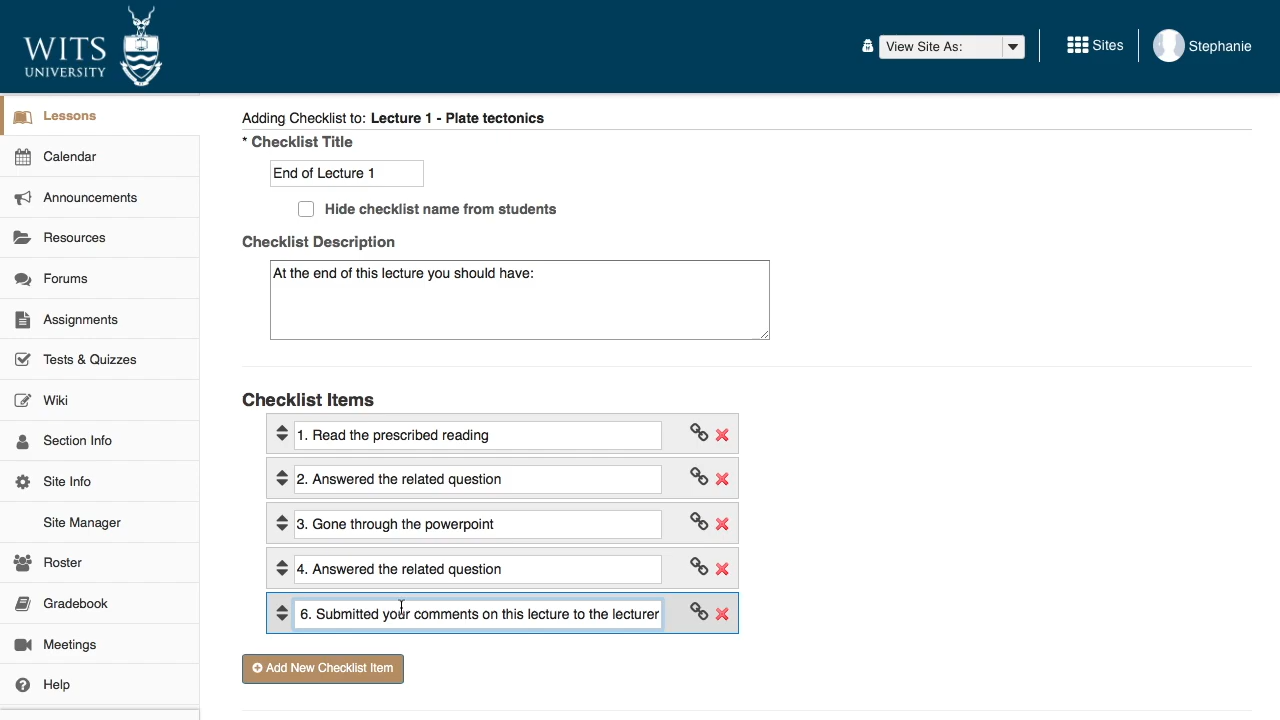 WITS
UNIVERSITY
View Site As:
Sites
Stephanie
Lessons
Calendar
Announcements
Resources
Forums
Assignments
Tests & Quizzes
Wiki
Section Info
Site Info
Site Manager
Roster
Gradebook
Meetings
Help
Adding Checklist to: Lecture 1 - Plate tectonics
* Checklist Title
End of Lecture 1
Hide checklist name from students
Checklist Description
At the end of this lecture you should have:
Checklist Items
1. Read the prescribed reading
2. Answered the related question
3. Gone through the powerpoint
4. Answered the related question
6. Submitted your comments on this lecture to the lecturer
Add New Checklist Item